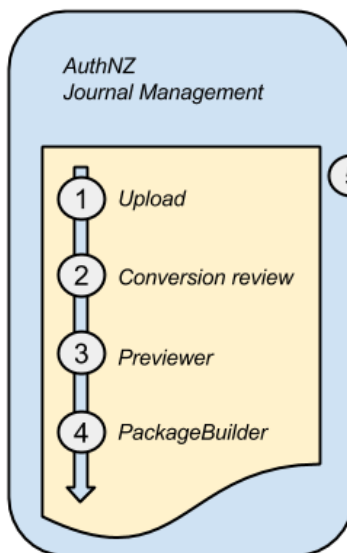 AuthNZ
Journal Management
1 Upload
2 Conversion review
3 Previewer
4 PackageBuilder